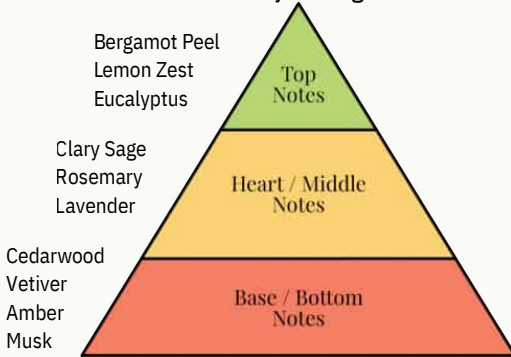 Bergamot Peel
Lemon Zest
Eucalyptus
Top
Notes
Clary Sage
Rosemary
Lavender
Heart / Middle
Notes
Cedarwood
Vetiver
Amber
Musk
Base / Bottom
Notes